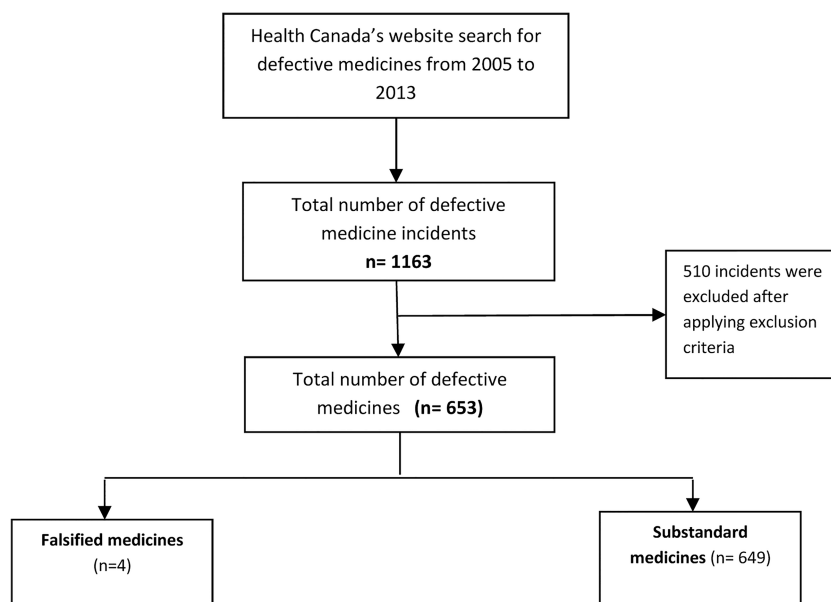 Health Canada’s website search for
defective medicines from 2005 to
2013
Total number of defective
medicine incidents
n= 1163
510 incidents were
excluded after
applying exclusion
criteria
Total number of defective
medicines (n= 653)
Falsified medicines
(n=4)
Substandard
medicines (n= 649)